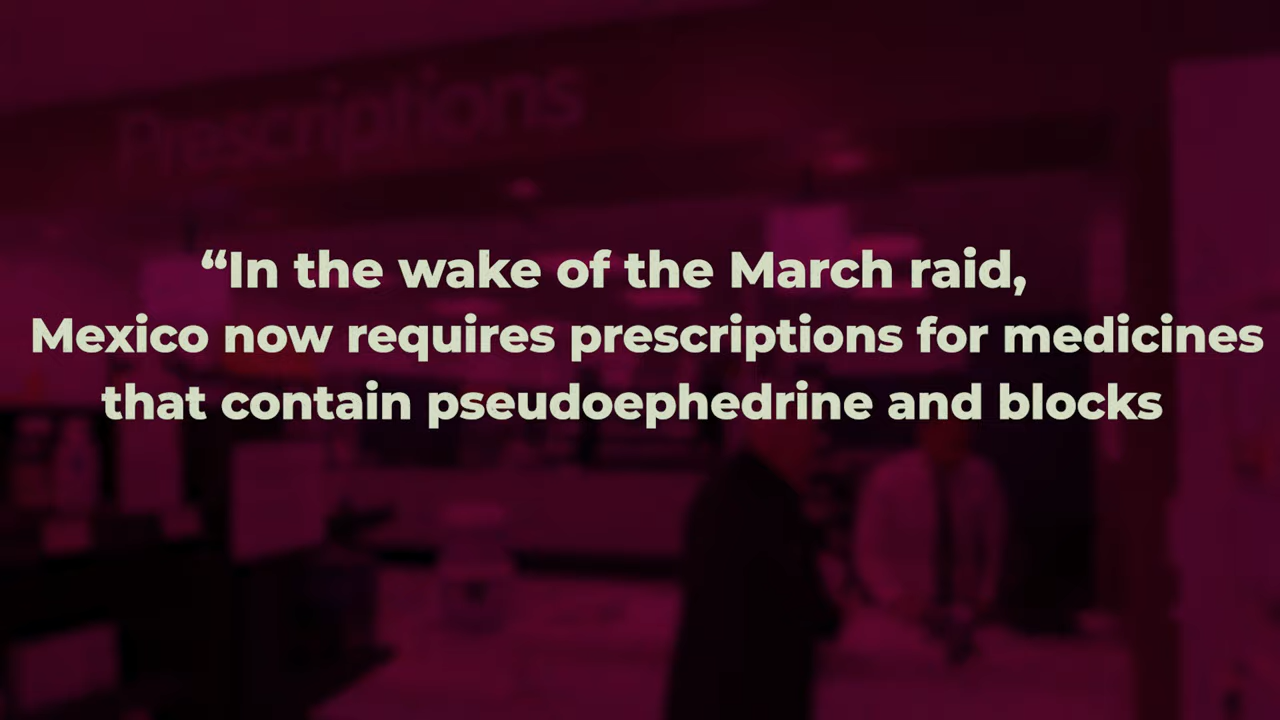 Prescriptions
“In the wake of the March raid,
Mexico now requires prescriptions for medicines
that contain pseudoephedrine and blocks